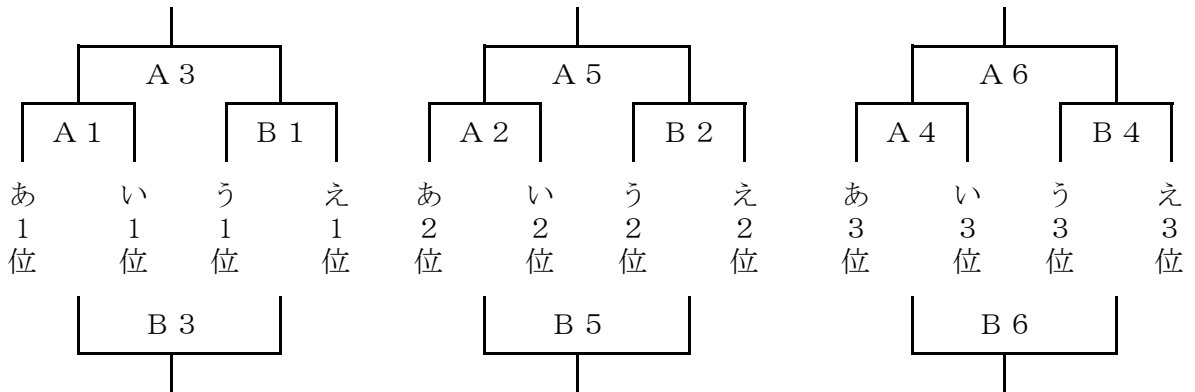 Ａ３ Ａ５ Ａ６
Ａ１ Ｂ１ Ａ２ Ｂ２ Ａ４ Ｂ４
あ１位 い１位 う１位 え１位 あ２位 い２位 う２位 え２位 あ３位 い３位 う３位 え３位
Ｂ３ Ｂ５ Ｂ６